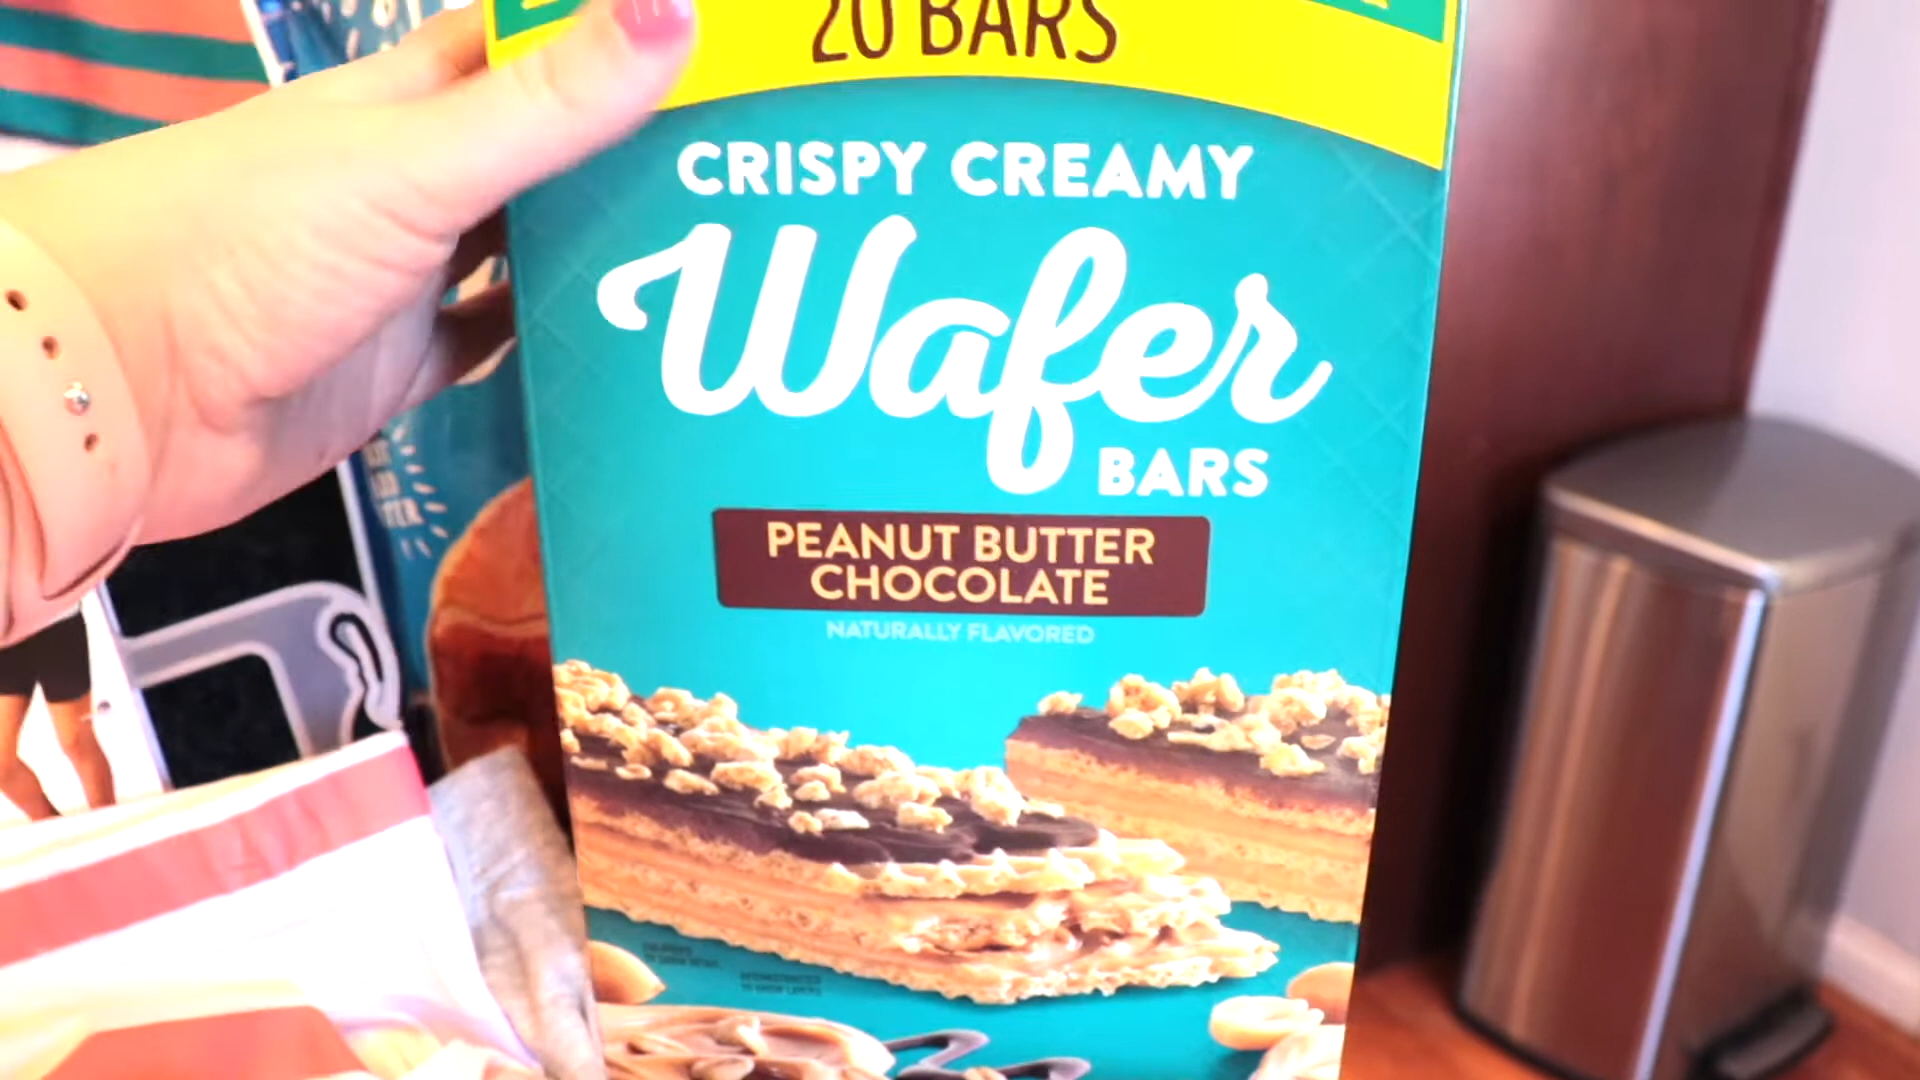 20 BARS
CRISPY CREAMY
Wafer
BARS
PEANUT BUTTER
CHOCOLATE
NATURALLY FLAVORED